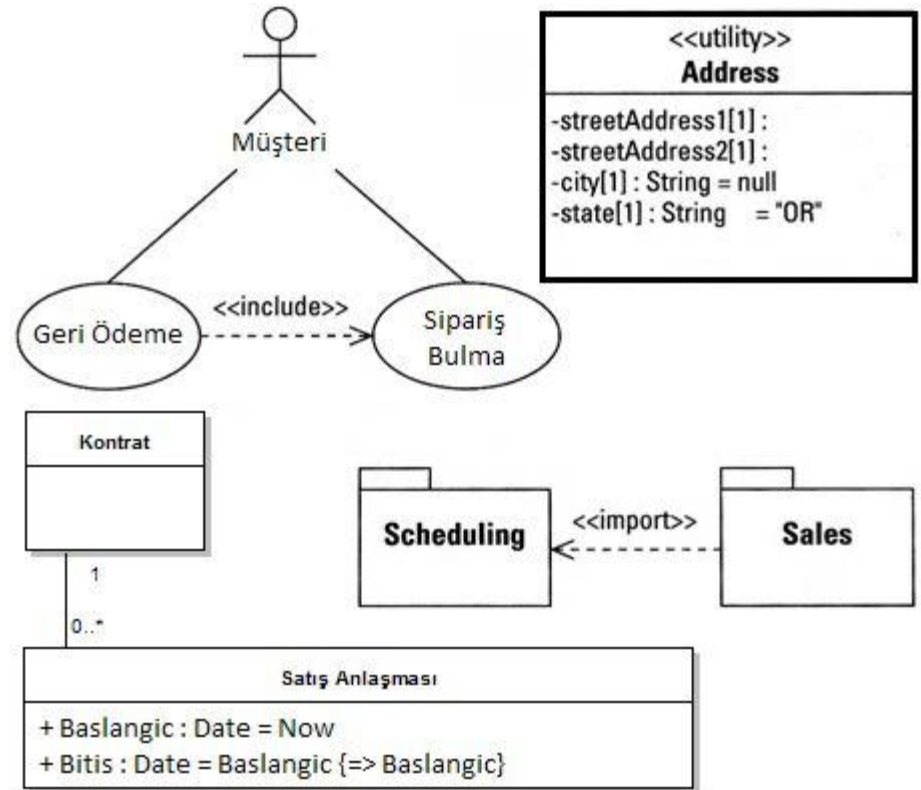 Müşteri
<<utility>>
Address
-streetAddress1[1] :
-streetAddress2[1] :
-city[1] : String = null
-state[1] : String = "OR"
Geri Ödeme
<<include>>
Sipariş
Bulma
Kontrat
1
0..*
Scheduling
<<import>>
Sales
Satış Anlaşması
+ Baslangic : Date = Now
+ Bitis : Date = Baslangic {=> Baslangic}